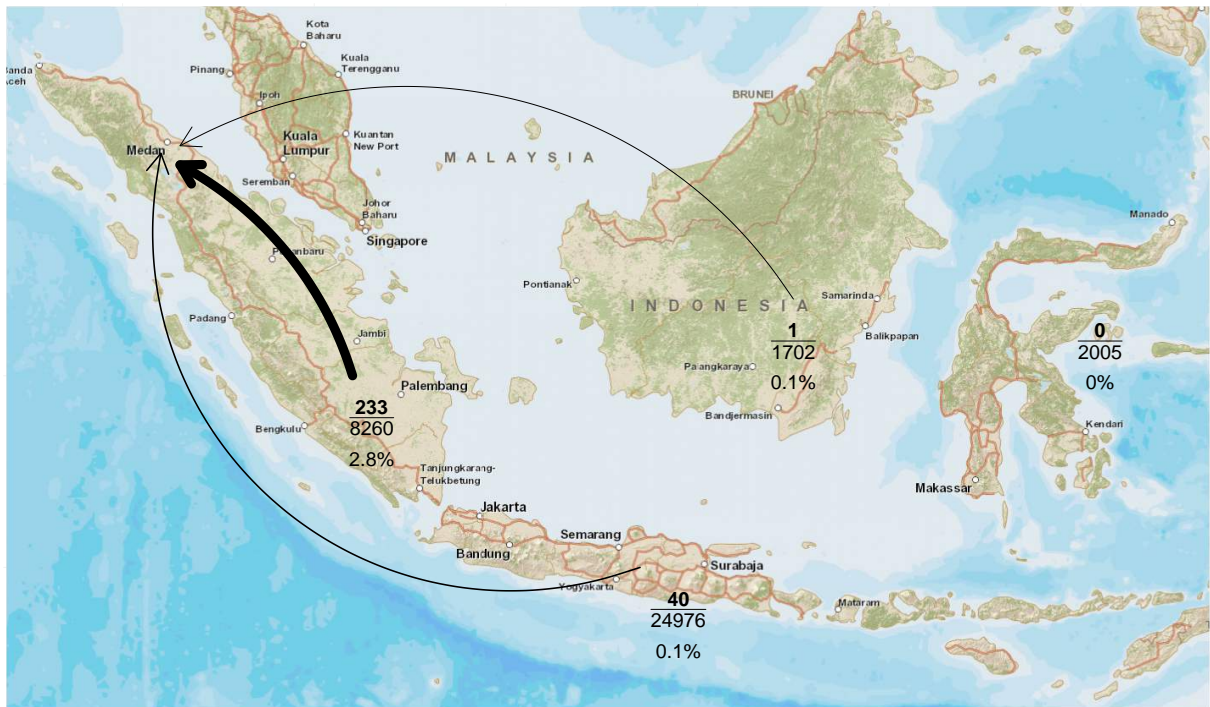 Kota
Baharu
Kuala
Terengganu
Pinang
Banda
Aceh
Ipoh
BRUNEI
Kuala
Lumpur
Kuantan
New Port
Medan
MALAYSIA
Seremban
Johor
Baharu
Singapore
Manado
Pontianak
INDONESIA
Samarinda
Padang
Jambi
1
1702
0.1%
Balikpapan
0
2005
0%
Palangkaraya
Palembang
233
8260
2.8%
Bandjermasin
Bengkulu
Kendari
Tanjungkarang-
Telukbetung
Makassar
Jakarta
Semarang
Bandung
Surabaja
Yogyakarta
40
24976
0.1%
Mataram